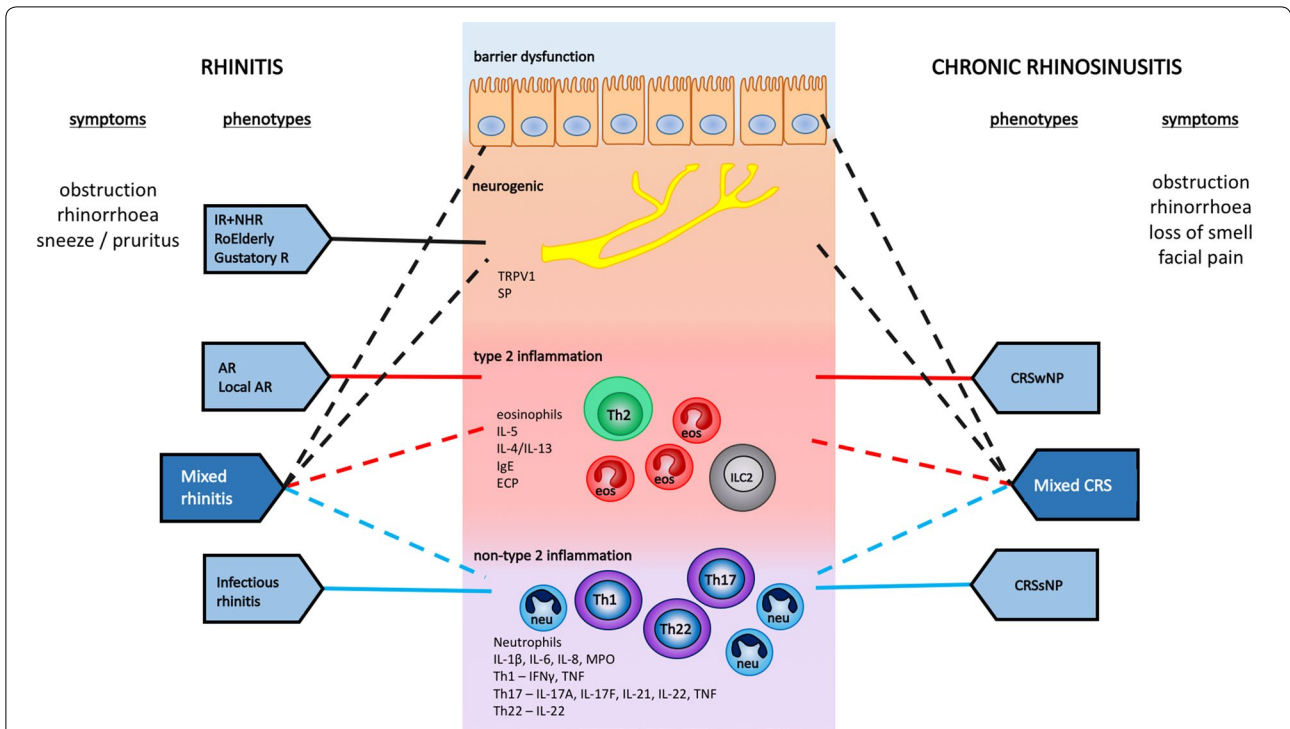 RHINITIS
symptoms
phenotypes
obstruction
rhinorrhoea
sneeze / pruritus
IR+NHR
RoElderly
Gustatory R
AR
Local AR
Mixed
rhinitis
Infectious
rhinitis
barrier dysfunction
neurogenic
TRPV1
SP
type 2 inflammation
Th2
eos
eos
eos
ILC2
eosinophils
IL-5
IL-4/IL-13
IgE
ECP
non-type 2 inflammation
Th17
Th1
Th22
neu
neu
neu
Neutrophils
IL-1β, IL-6, IL-8, MPO
Th1 – IFNγ, TNF
Th17 – IL-17A, IL-17F, IL-21, IL-22, TNF
Th22 – IL-22
CHRONIC RHINOSINUSITIS
phenotypes
symptoms
obstruction
rhinorrhoea
loss of smell
facial pain
CRSwNP
Mixed CRS
CRSsNP